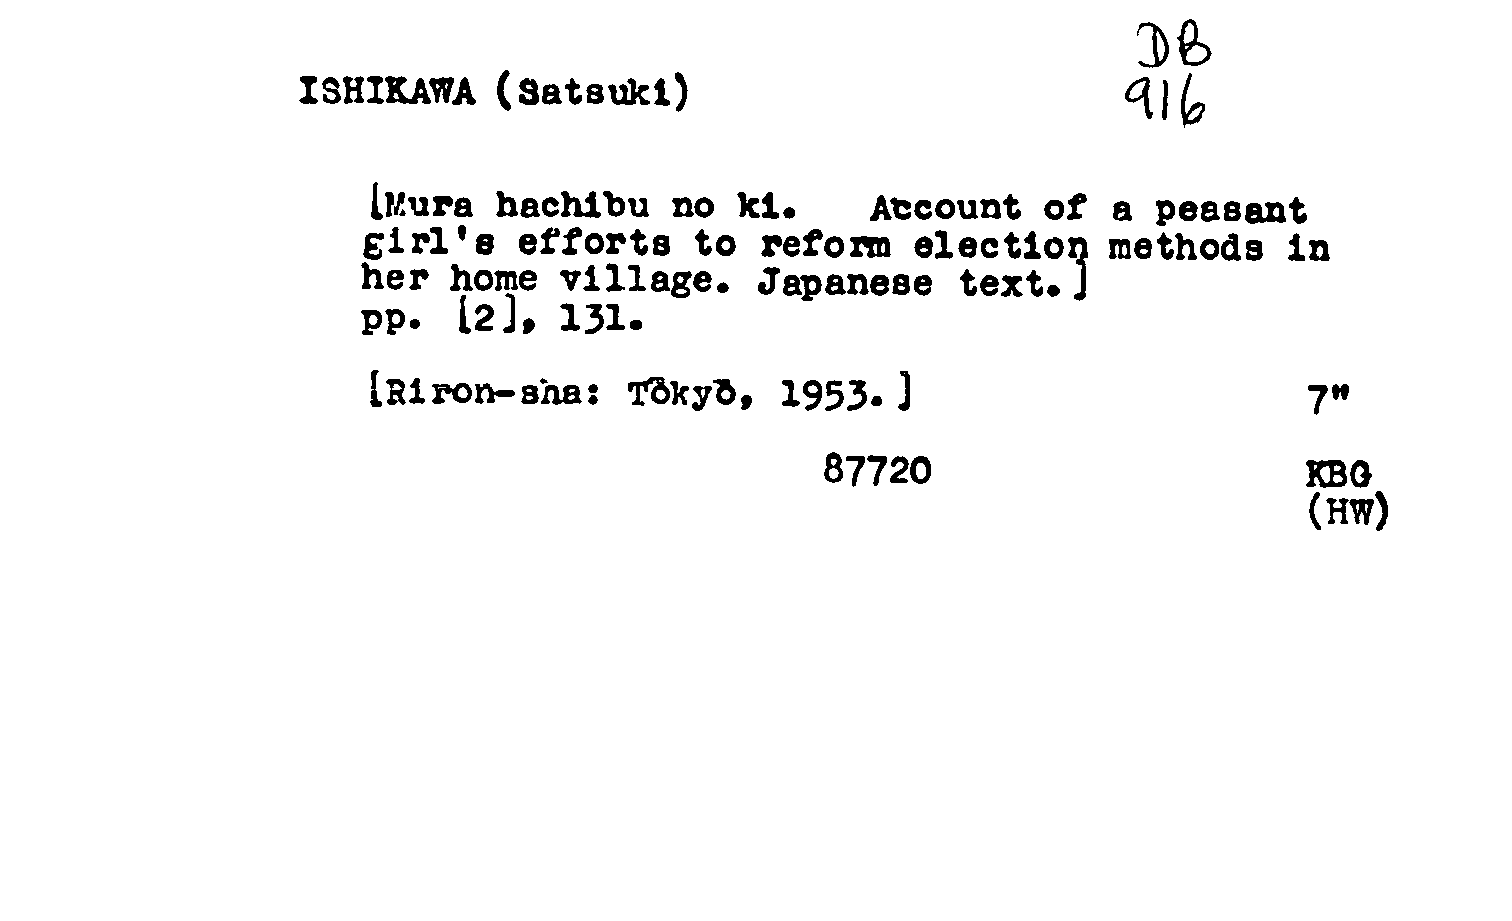 DB
ISHIKAWA (Satsuki)
916
[Mura hachibu no ki. Account of a peasant
girl's efforts to reform election methods in
her home village. Japanese text.]
pp. [2], 131.
[Riron-sha: Tōkyō, 1953.] 7"
87720 KBG
(HW)